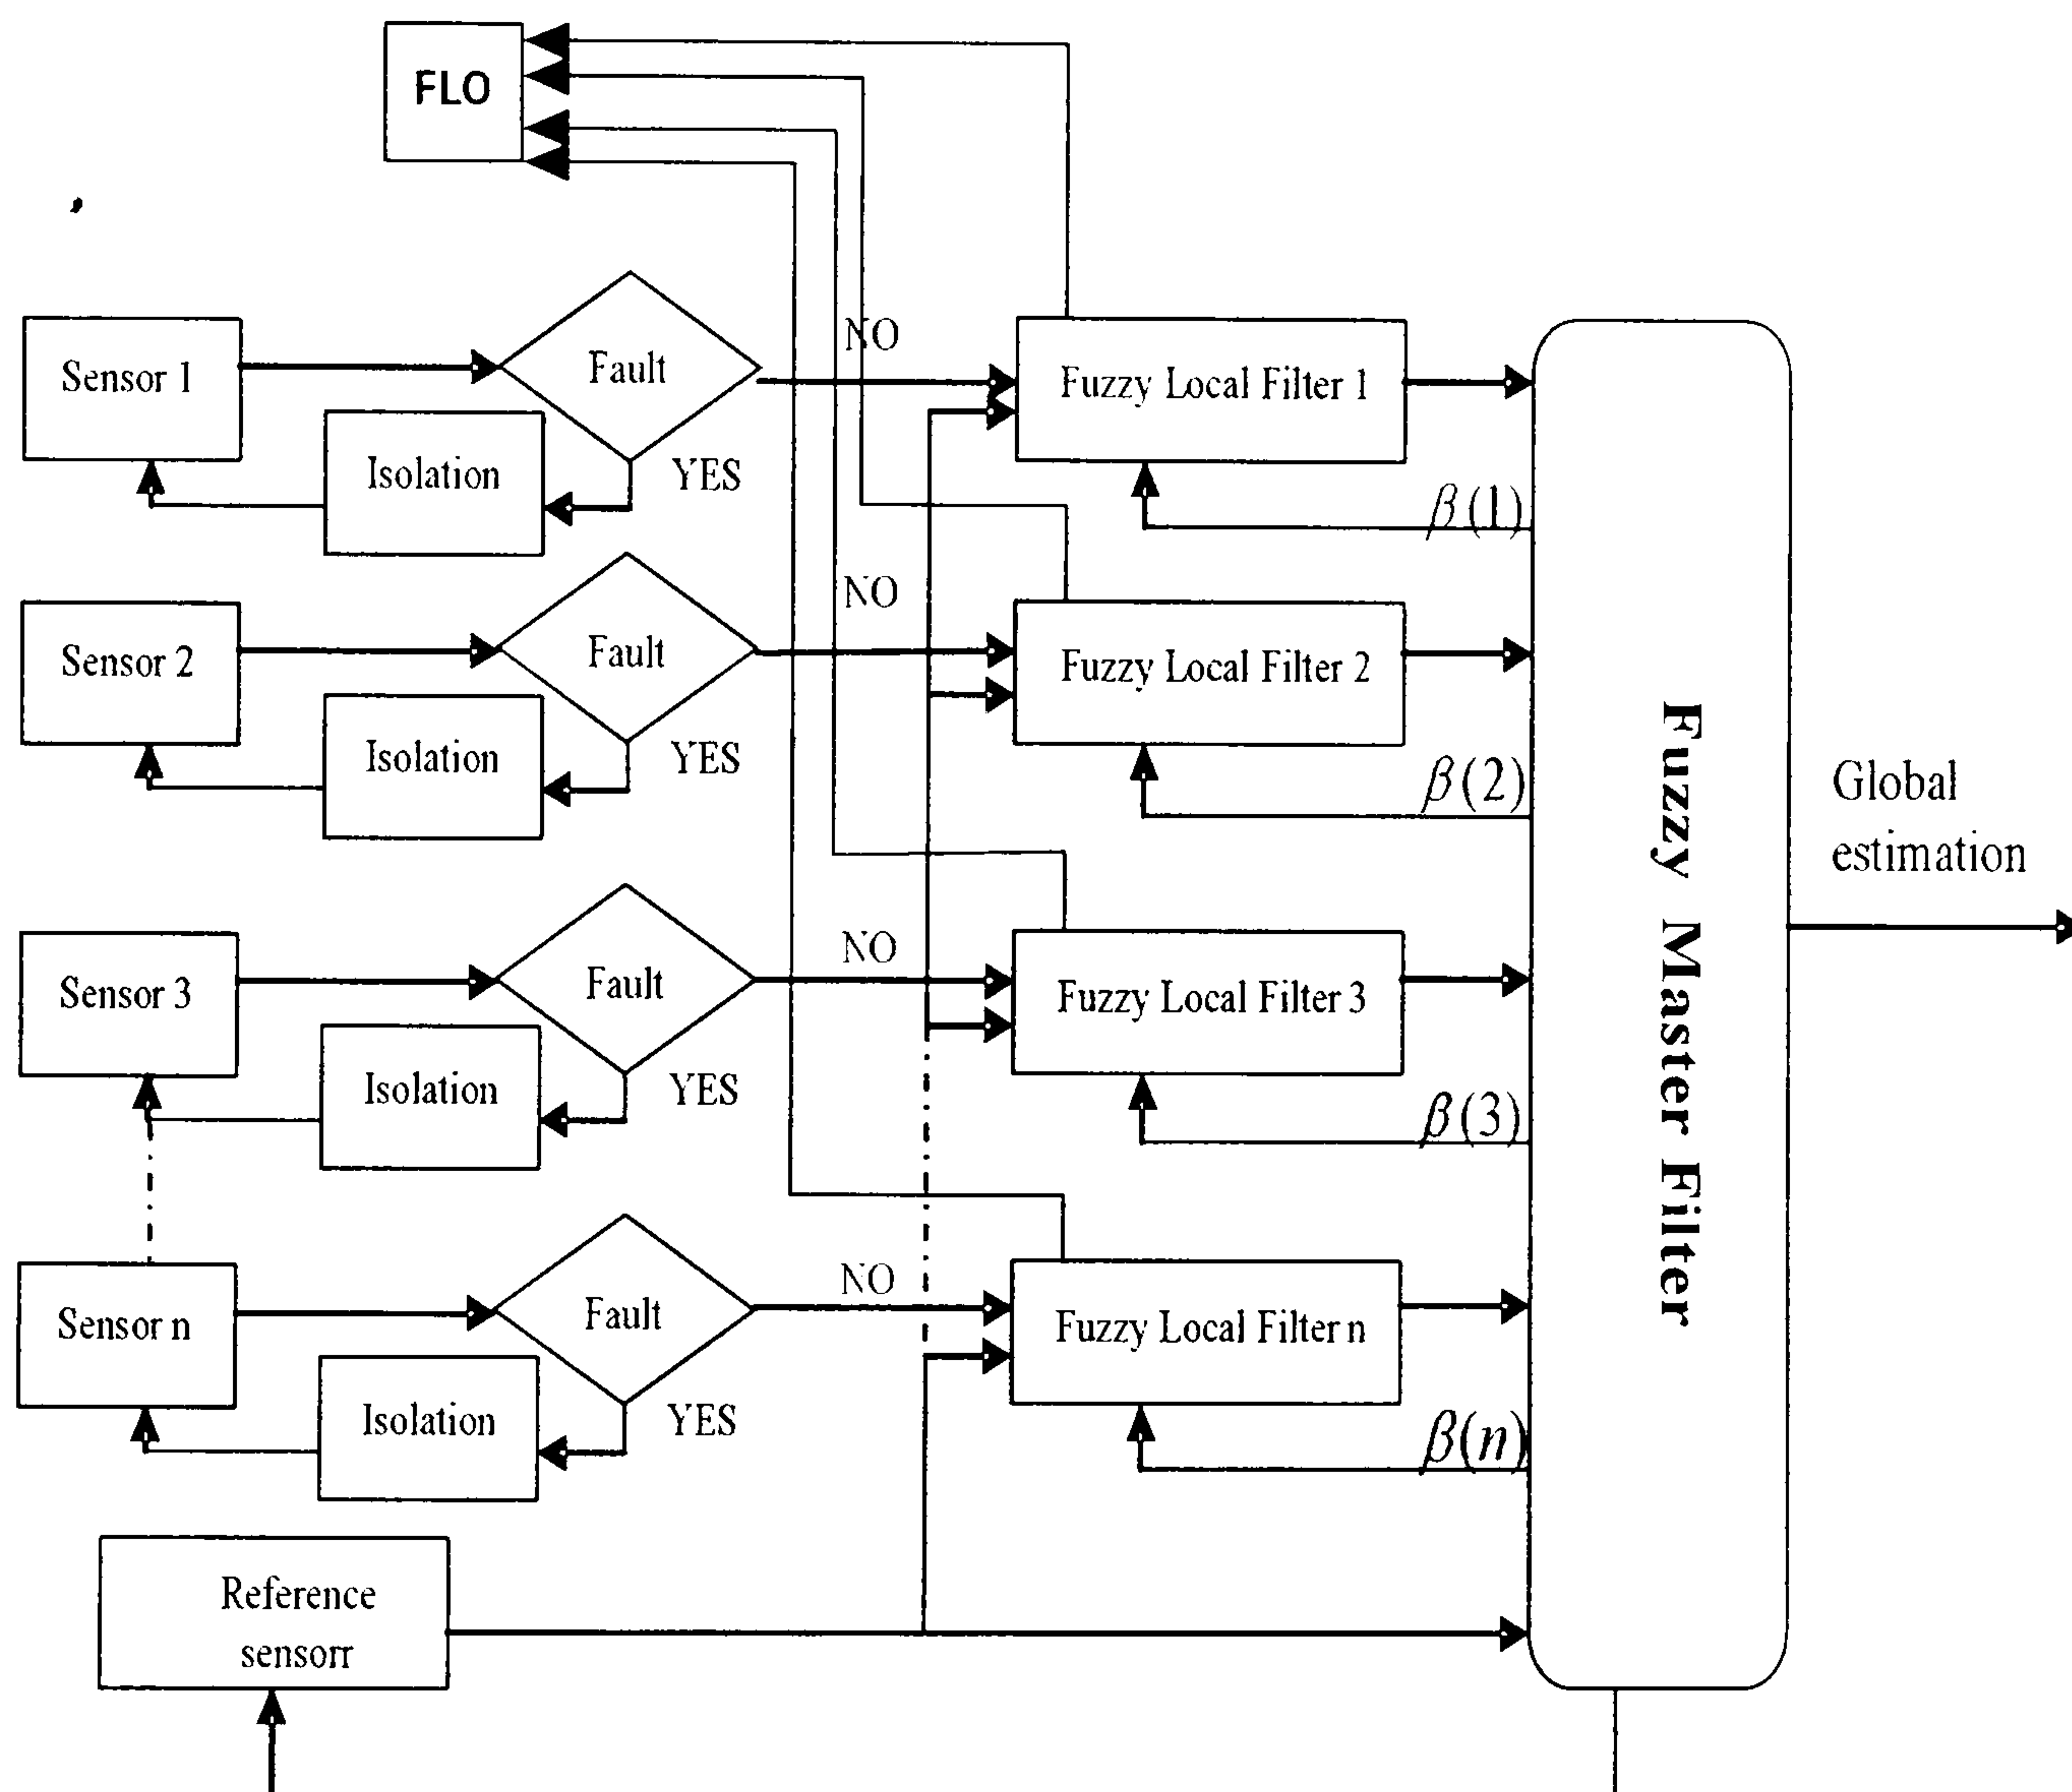 FLO
NO
Sensor 1
Fault
Fuzzy Local Filter 1
Isolation
YES
β(1)
NO
Sensor 2
Fault
Fuzzy Local Filter 2
Isolation
YES
β(2)
Global
estimation
Fuzzy Master Filter
NO
Sensor 3
Fault
Fuzzy Local Filter 3
Isolation
YES
β(3)
NO
Sensor n
Fault
Fuzzy Local Filter n
Isolation
YES
β(n)
Reference
sensorr